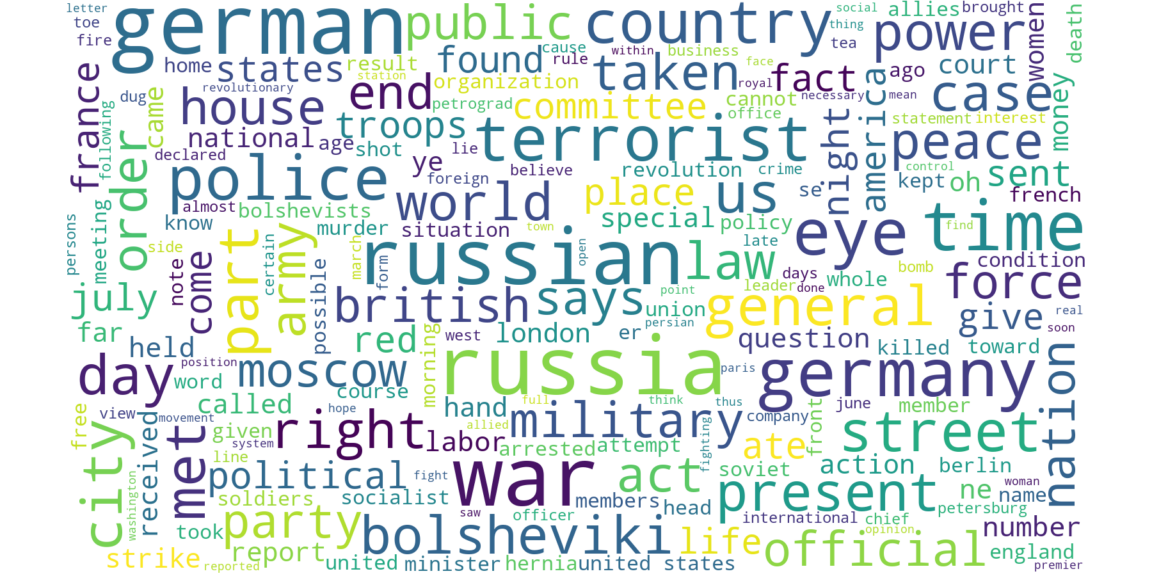 letter
toe
fire
german
public
country
social
thing
allies
brought
women
death
tea
power
cause
within
rule
business
found
home
states
result
station
organization
taken
face
royal
fact
ago
court
france
revolutionary
dug
came
house
end
petrograd
committee
cannot
office
necessary
mean
america
case
money
following
order
national
age
troops
shot
lie
terrorist
night
statement
interest
peace
declared
ye
believe
revolution
crime
control
police
foreign
world
place
us
se
kept
oh
sent
french
persons
meeting
almost
know
bolshevists
murder
situation
town
special
policy
late
eye
time
find
side
note
come
part
certain
army
possible
march
form
russian
open
law
days
done
whole
bomb
condition
july
british
says
point
union
leader
general
force
real
soon
far
held
red
morning
west
london
er
persian
question
give
killed
toward
day
position
word
moscow
course
russia
paris
germany
nation
free
view
movement
called
hope
hand
full
think
thus
allied
military
company
june
member
city
received
met
given
system
line
right
labor
arrested
attempt
fighting
ate
front
street
washington
political
fight
war
act
soviet
action
berlin
soldiers
socialist
saw
members
head
present
ne
woman
name
petersburg
took
party
officer
bolsheviki
life
international
chief
opinion
number
strike
report
reported
united
minister
hernia
united states
official
england
premier